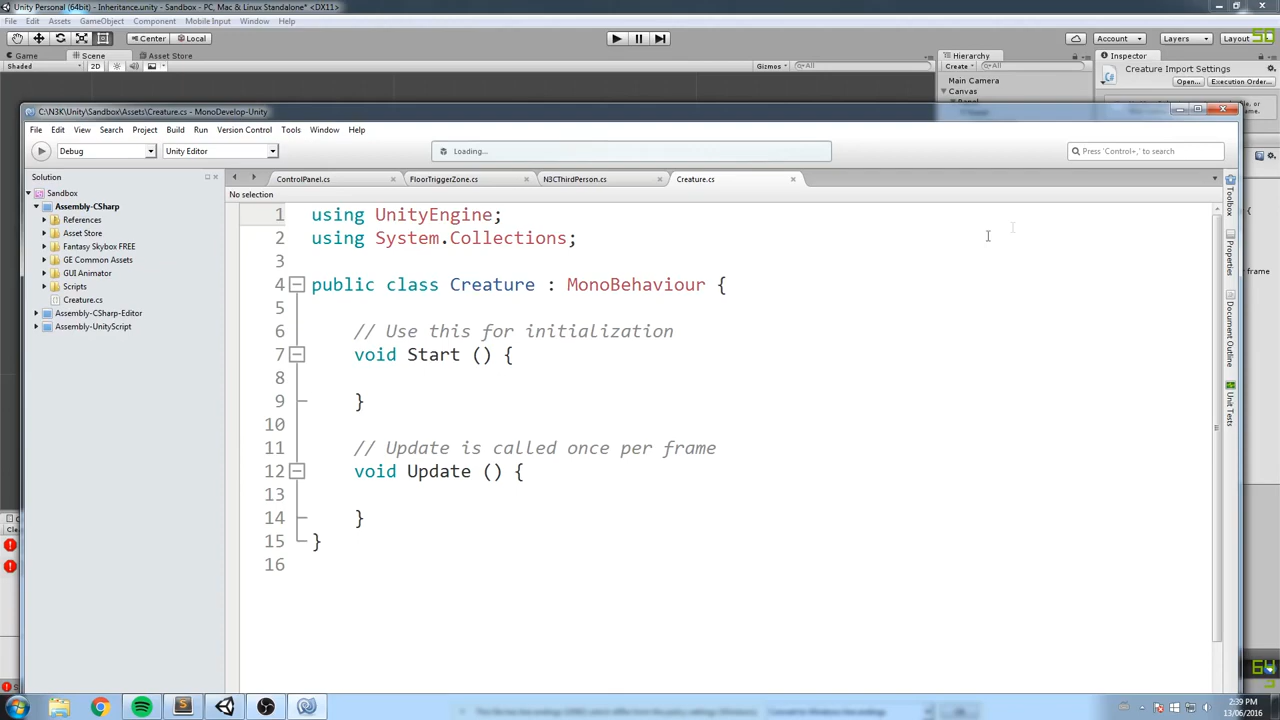 Unity Personal (64bit) - Inheritance.unity - Sandbox - PC, Mac & Linux Standalone* <DX11>
File Edit Assets GameObject Component Mobile Input Window Help
Center Local Account Layers Layout
Game Scene Asset Store Hierarchy Inspector
Shaded 2D Gizmos All Create All
Creature Import Settings
Main Camera Open... Execution Order...
Canvas
C:\N3K\Unity\Sandbox\Assets\Creature.cs - MonoDevelop-Unity
File Edit View Search Project Build Run Version Control Tools Window Help
Debug Unity Editor Loading... Press 'Control+,' to search
Solution
ControlPanel.cs FloorTriggerZone.cs N3CThirdPerson.cs Creature.cs
No selection
Sandbox
Assembly-CSharp
References
Asset Store
Fantasy Skybox FREE
GE Common Assets
GUI Animator
Scripts
Creature.cs
Assembly-CSharp-Editor
Assembly-UnityScript
1 using UnityEngine;
2 using System.Collections;
3
4 public class Creature : MonoBehaviour {
5
6 // Use this for initialization
7 void Start () {
8
9 }
10
11 // Update is called once per frame
12 void Update () {
13
14 }
15 }
16
Toolbox
Properties
Document Outline
Unit Tests
frame
2:39 PM
13/06/2016